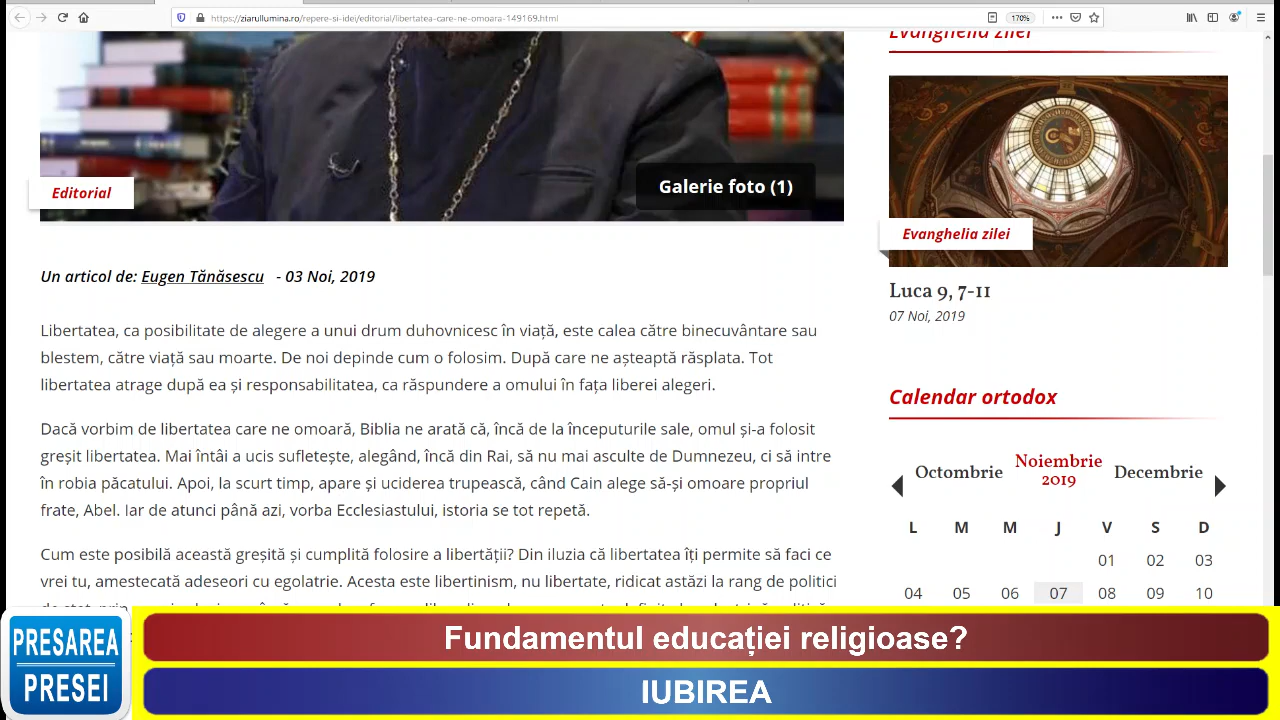 https://ziarullumina.ro/repere-si-idei/editorial/libertatea-care-ne-omoara-149169.html
170%
Evanghelia zilei
Galerie foto (1)
Editorial
Un articol de: Eugen Tănăsescu - 03 Noi, 2019
Libertatea, ca posibilitate de alegere a unui drum duhovnicesc în viață, este calea către binecuvântare sau
blestem, către viață sau moarte. De noi depinde cum o folosim. După care ne așteaptă răsplata. Tot
libertatea atrage după ea și responsabilitatea, ca răspundere a omului în fața liberei alegeri.
Dacă vorbim de libertatea care ne omoară, Biblia ne arată că, încă de la începuturile sale, omul și-a folosit
greșit libertatea. Mai întâi a ucis sufletește, alegând, încă din Rai, să nu mai asculte de Dumnezeu, ci să intre
în robia păcatului. Apoi, la scurt timp, apare și uciderea trupească, când Cain alege să-și omoare propriul
frate, Abel. Iar de atunci până azi, vorba Ecclesiastului, istoria se tot repetă.
Cum este posibilă această greșită și cumplită folosire a libertății? Din iluzia că libertatea îți permite să faci ce
vrei tu, amestecată adeseori cu egolatrie. Acesta este libertinism, nu libertate, ridicat astăzi la rang de politici
Evanghelia zilei
Luca 9, 7-11
07 Noi, 2019
Calendar ortodox
Octombrie Noiembrie 2019 Decembrie
L M M J V S D
01 02 03
04 05 06 07 08 09 10
PRESAREA
PRESEI
Fundamentul educației religioase?
IUBIREA